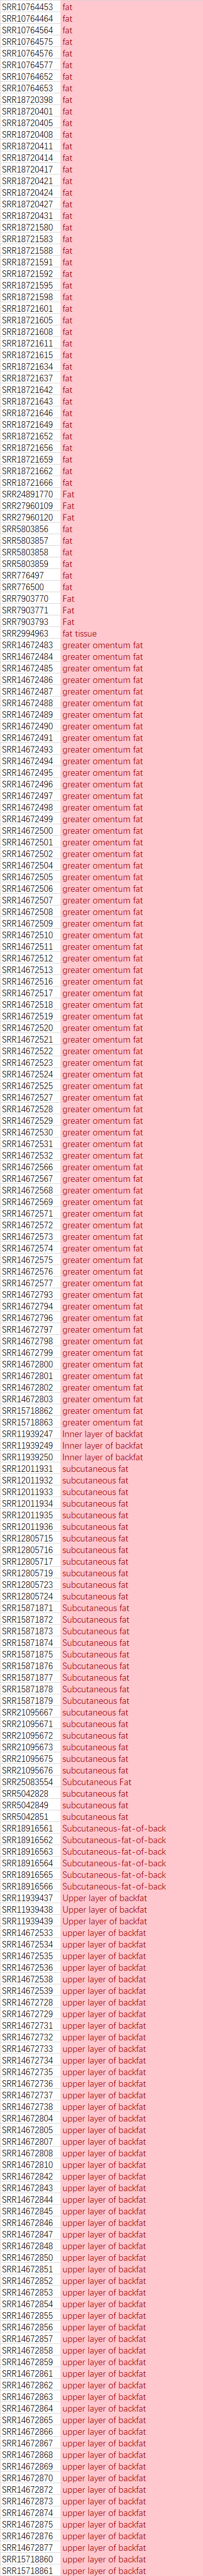 SRR10764453 fat
SRR10764464 fat
SRR10764564 fat
SRR10764575 fat
SRR10764576 fat
SRR10764577 fat
SRR10764652 fat
SRR10764653 fat
SRR18720398 fat
SRR18720401 fat
SRR18720405 fat
SRR18720408 fat
SRR18720411 fat
SRR18720414 fat
SRR18720417 fat
SRR18720421 fat
SRR18720424 fat
SRR18720427 fat
SRR18720431 fat
SRR18721580 fat
SRR18721583 fat
SRR18721588 fat
SRR18721591 fat
SRR18721592 fat
SRR18721595 fat
SRR18721598 fat
SRR18721601 fat
SRR18721605 fat
SRR18721608 fat
SRR18721611 fat
SRR18721615 fat
SRR18721634 fat
SRR18721637 fat
SRR18721642 fat
SRR18721643 fat
SRR18721646 fat
SRR18721649 fat
SRR18721652 fat
SRR18721656 fat
SRR18721659 fat
SRR18721662 fat
SRR18721666 fat
SRR24891770 Fat
SRR27960109 Fat
SRR27960120 Fat
SRR5803856 fat
SRR5803857 fat
SRR5803858 fat
SRR5803859 fat
SRR776497 fat
SRR776500 fat
SRR7903770 Fat
SRR7903771 Fat
SRR7903793 Fat
SRR2994963 fat tissue
SRR14672483 greater omentum fat
SRR14672484 greater omentum fat
SRR14672485 greater omentum fat
SRR14672486 greater omentum fat
SRR14672487 greater omentum fat
SRR14672488 greater omentum fat
SRR14672489 greater omentum fat
SRR14672490 greater omentum fat
SRR14672491 greater omentum fat
SRR14672493 greater omentum fat
SRR14672494 greater omentum fat
SRR14672495 greater omentum fat
SRR14672496 greater omentum fat
SRR14672497 greater omentum fat
SRR14672498 greater omentum fat
SRR14672499 greater omentum fat
SRR14672500 greater omentum fat
SRR14672501 greater omentum fat
SRR14672502 greater omentum fat
SRR14672504 greater omentum fat
SRR14672505 greater omentum fat
SRR14672506 greater omentum fat
SRR14672507 greater omentum fat
SRR14672508 greater omentum fat
SRR14672509 greater omentum fat
SRR14672510 greater omentum fat
SRR14672511 greater omentum fat
SRR14672512 greater omentum fat
SRR14672513 greater omentum fat
SRR14672516 greater omentum fat
SRR14672517 greater omentum fat
SRR14672518 greater omentum fat
SRR14672519 greater omentum fat
SRR14672520 greater omentum fat
SRR14672521 greater omentum fat
SRR14672522 greater omentum fat
SRR14672523 greater omentum fat
SRR14672524 greater omentum fat
SRR14672525 greater omentum fat
SRR14672527 greater omentum fat
SRR14672528 greater omentum fat
SRR14672529 greater omentum fat
SRR14672530 greater omentum fat
SRR14672531 greater omentum fat
SRR14672532 greater omentum fat
SRR14672566 greater omentum fat
SRR14672567 greater omentum fat
SRR14672568 greater omentum fat
SRR14672569 greater omentum fat
SRR14672571 greater omentum fat
SRR14672572 greater omentum fat
SRR14672573 greater omentum fat
SRR14672574 greater omentum fat
SRR14672575 greater omentum fat
SRR14672576 greater omentum fat
SRR14672577 greater omentum fat
SRR14672793 greater omentum fat
SRR14672794 greater omentum fat
SRR14672796 greater omentum fat
SRR14672797 greater omentum fat
SRR14672798 greater omentum fat
SRR14672799 greater omentum fat
SRR14672800 greater omentum fat
SRR14672801 greater omentum fat
SRR14672802 greater omentum fat
SRR14672803 greater omentum fat
SRR15718862 greater omentum fat
SRR15718863 greater omentum fat
SRR11939247 Inner layer of backfat
SRR11939249 Inner layer of backfat
SRR11939250 Inner layer of backfat
SRR12011931 subcutaneous fat
SRR12011932 subcutaneous fat
SRR12011933 subcutaneous fat
SRR12011934 subcutaneous fat
SRR12011935 subcutaneous fat
SRR12011936 subcutaneous fat
SRR12805715 subcutaneous fat
SRR12805716 subcutaneous fat
SRR12805717 subcutaneous fat
SRR12805719 subcutaneous fat
SRR12805723 subcutaneous fat
SRR12805724 subcutaneous fat
SRR15871871 Subcutaneous fat
SRR15871872 Subcutaneous fat
SRR15871873 Subcutaneous fat
SRR15871874 Subcutaneous fat
SRR15871875 Subcutaneous fat
SRR15871876 Subcutaneous fat
SRR15871877 Subcutaneous fat
SRR15871878 Subcutaneous fat
SRR15871879 Subcutaneous fat
SRR21095667 subcutaneous fat
SRR21095671 subcutaneous fat
SRR21095672 subcutaneous fat
SRR21095673 subcutaneous fat
SRR21095675 subcutaneous fat
SRR21095676 subcutaneous fat
SRR25083554 Subcutaneous Fat
SRR5042828 subcutaneous fat
SRR5042849 subcutaneous fat
SRR5042851 subcutaneous fat
SRR18916561 Subcutaneous-fat-of-back
SRR18916562 Subcutaneous-fat-of-back
SRR18916563 Subcutaneous-fat-of-back
SRR18916564 Subcutaneous-fat-of-back
SRR18916565 Subcutaneous-fat-of-back
SRR18916566 Subcutaneous-fat-of-back
SRR11939437 Upper layer of backfat
SRR11939438 Upper layer of backfat
SRR11939439 Upper layer of backfat
SRR14672533 upper layer of backfat
SRR14672534 upper layer of backfat
SRR14672535 upper layer of backfat
SRR14672536 upper layer of backfat
SRR14672538 upper layer of backfat
SRR14672539 upper layer of backfat
SRR14672728 upper layer of backfat
SRR14672729 upper layer of backfat
SRR14672731 upper layer of backfat
SRR14672732 upper layer of backfat
SRR14672733 upper layer of backfat
SRR14672734 upper layer of backfat
SRR14672735 upper layer of backfat
SRR14672736 upper layer of backfat
SRR14672737 upper layer of backfat
SRR14672738 upper layer of backfat
SRR14672804 upper layer of backfat
SRR14672805 upper layer of backfat
SRR14672807 upper layer of backfat
SRR14672808 upper layer of backfat
SRR14672810 upper layer of backfat
SRR14672842 upper layer of backfat
SRR14672843 upper layer of backfat
SRR14672844 upper layer of backfat
SRR14672845 upper layer of backfat
SRR14672846 upper layer of backfat
SRR14672847 upper layer of backfat
SRR14672848 upper layer of backfat
SRR14672850 upper layer of backfat
SRR14672851 upper layer of backfat
SRR14672852 upper layer of backfat
SRR14672853 upper layer of backfat
SRR14672854 upper layer of backfat
SRR14672855 upper layer of backfat
SRR14672856 upper layer of backfat
SRR14672857 upper layer of backfat
SRR14672858 upper layer of backfat
SRR14672859 upper layer of backfat
SRR14672861 upper layer of backfat
SRR14672862 upper layer of backfat
SRR14672863 upper layer of backfat
SRR14672864 upper layer of backfat
SRR14672865 upper layer of backfat
SRR14672866 upper layer of backfat
SRR14672867 upper layer of backfat
SRR14672868 upper layer of backfat
SRR14672869 upper layer of backfat
SRR14672870 upper layer of backfat
SRR14672872 upper layer of backfat
SRR14672873 upper layer of backfat
SRR14672874 upper layer of backfat
SRR14672875 upper layer of backfat
SRR14672876 upper layer of backfat
SRR14672877 upper layer of backfat
SRR15718860 upper layer of backfat
SRR15718861 upper layer of backfat